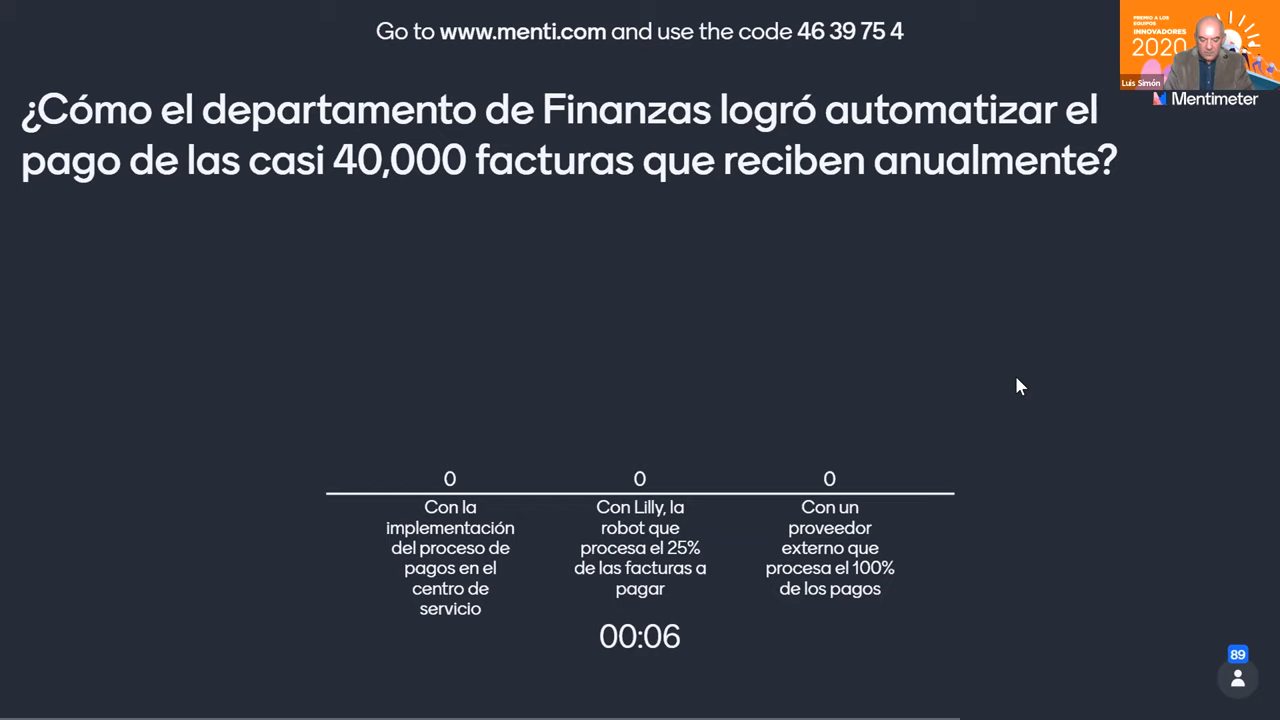 Go to www.menti.com and use the code 46 39 75 4
PREMIO A LOS
EQUIPOS
INNOVADORES
2020
Luis Simón
Mentimeter
¿Cómo el departamento de Finanzas logró automatizar el
pago de las casi 40,000 facturas que reciben anualmente?
0
0
0
Con la
implementación
del proceso de
pagos en el
centro de
servicio
Con Lilly, la
robot que
procesa el 25%
de las facturas a
pagar
Con un
proveedor
externo que
procesa el 100%
de los pagos
00:06
89